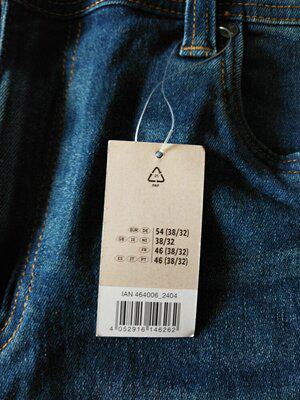 PAP
EUR DE 54 (38/32)
GB IE NI 38/32
FR 46 (38/32)
ES IT PT 46 (38/32)
IAN 464006_2404
4 052916 146262